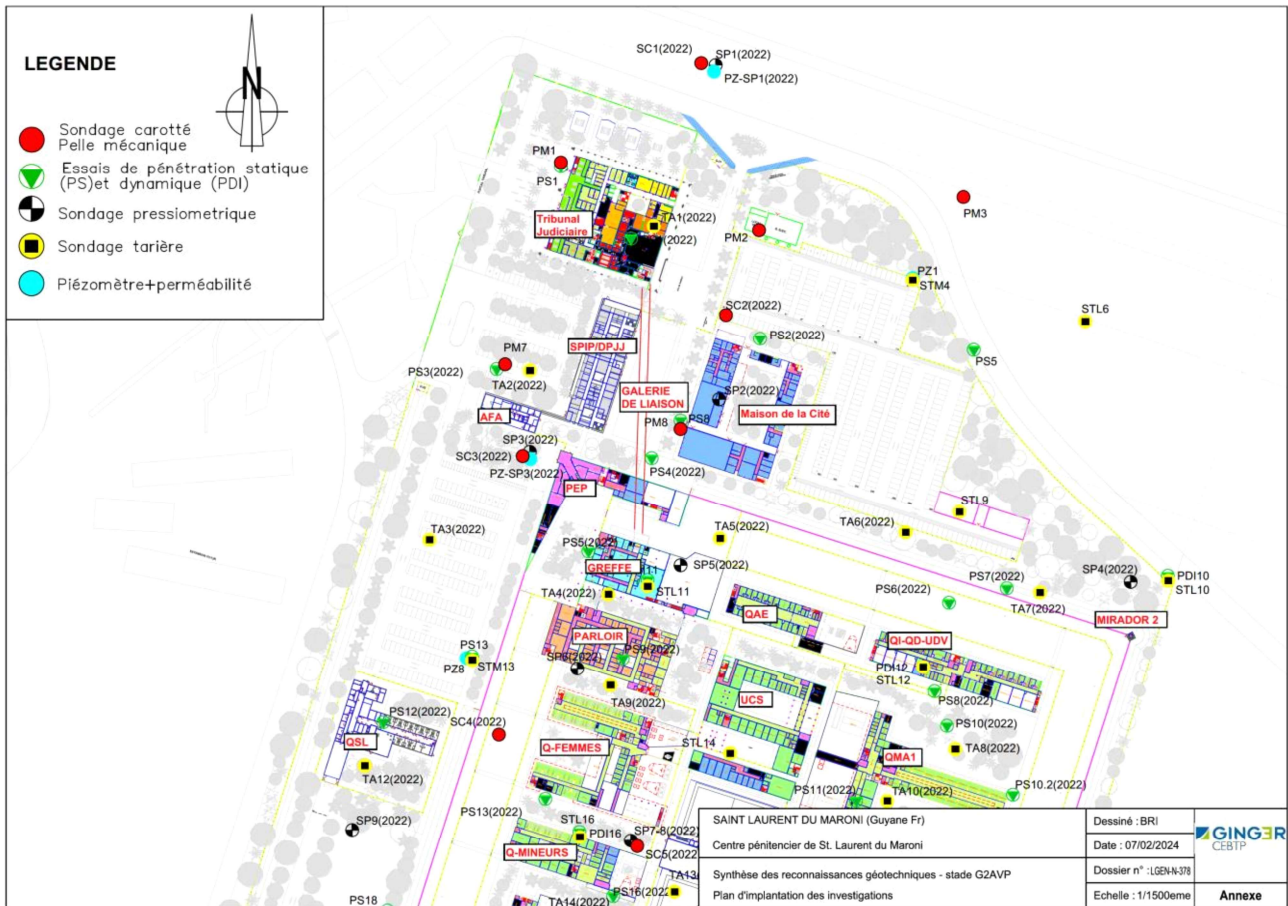 LEGENDE
N
Sondage carotté
Pelle mécanique
Essais de pénétration statique
(PS)et dynamique (PDI)
Sondage pressiometrique
Sondage tarière
Piézomètre+perméabilité
SC1(2022)
SP1(2022)
PZ-SP1(2022)
PM1
PS1
Tribunal
Judiciaire
TA1(2022)
(2022)
PM2
PM3
PZ1
STM4
STL6
SC2(2022)
PS2(2022)
PS5
SPIP/DPJJ
PM7
PS3(2022)
TA2(2022)
GALERIE
DE LIAISON
SP2(2022)
Maison de la Cité
AFA
PM8
PS8
SP3(2022)
SC3(2022)
PZ-SP3(2022)
PS4(2022)
PEP
STL9
TA3(2022)
TA5(2022)
TA6(2022)
PS5(2022)
GREFFE
SP5(2022)
STL11
TA4(2022)
PS6(2022)
PS7(2022)
TA7(2022)
SP4(2022)
PDI10
STL10
MIRADOR 2
QAE
QI-QD-UDV
PARLOIR
PS9(2022)
SP6(2022)
PDI12
STL12
PS13
PZ8
STM13
TA9(2022)
UCS
PS8(2022)
PS10(2022)
TA8(2022)
PS12(2022)
SC4(2022)
QSL
TA12(2022)
Q-FEMMES
STL14
QMA1
PS11(2022)
TA10(2022)
PS10.2(2022)
PS13(2022)
SP9(2022)
STL16
PDI16
SP7-8(2022)
SC5(2022
Q-MINEURS
TA13(
PS16(2022
TA14(2022)
PS18
SAINT LAURENT DU MARONI (Guyane Fr)
Centre pénitencier de St. Laurent du Maroni
Synthèse des reconnaissances géotechniques - stade G2AVP
Plan d'implantation des investigations
Dessiné : BRI
Date : 07/02/2024
Dossier n° : LGEN-N-378
Echelle : 1/1500eme
GINGER
CEBTP
Annexe